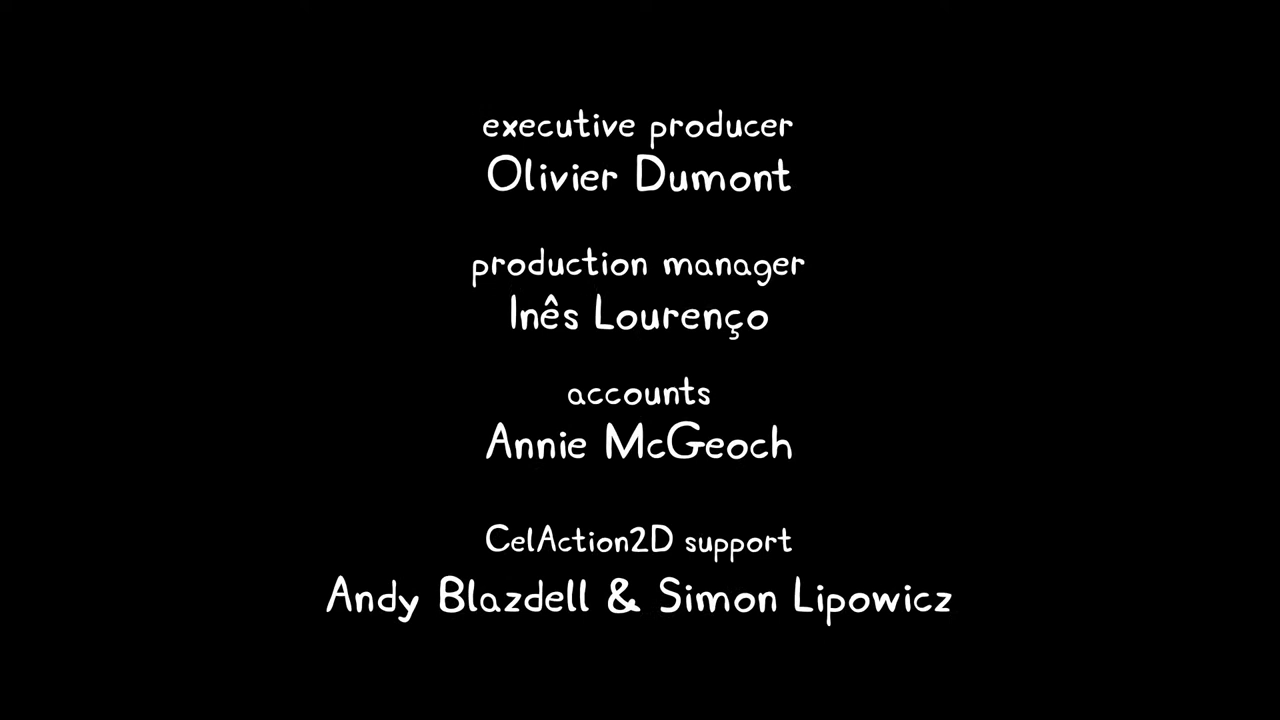 executive producer
Olivier Dumont
production manager
Inês Lourenço
accounts
Annie McGeoch
CelAction2D support
Andy Blazdell & Simon Lipowicz